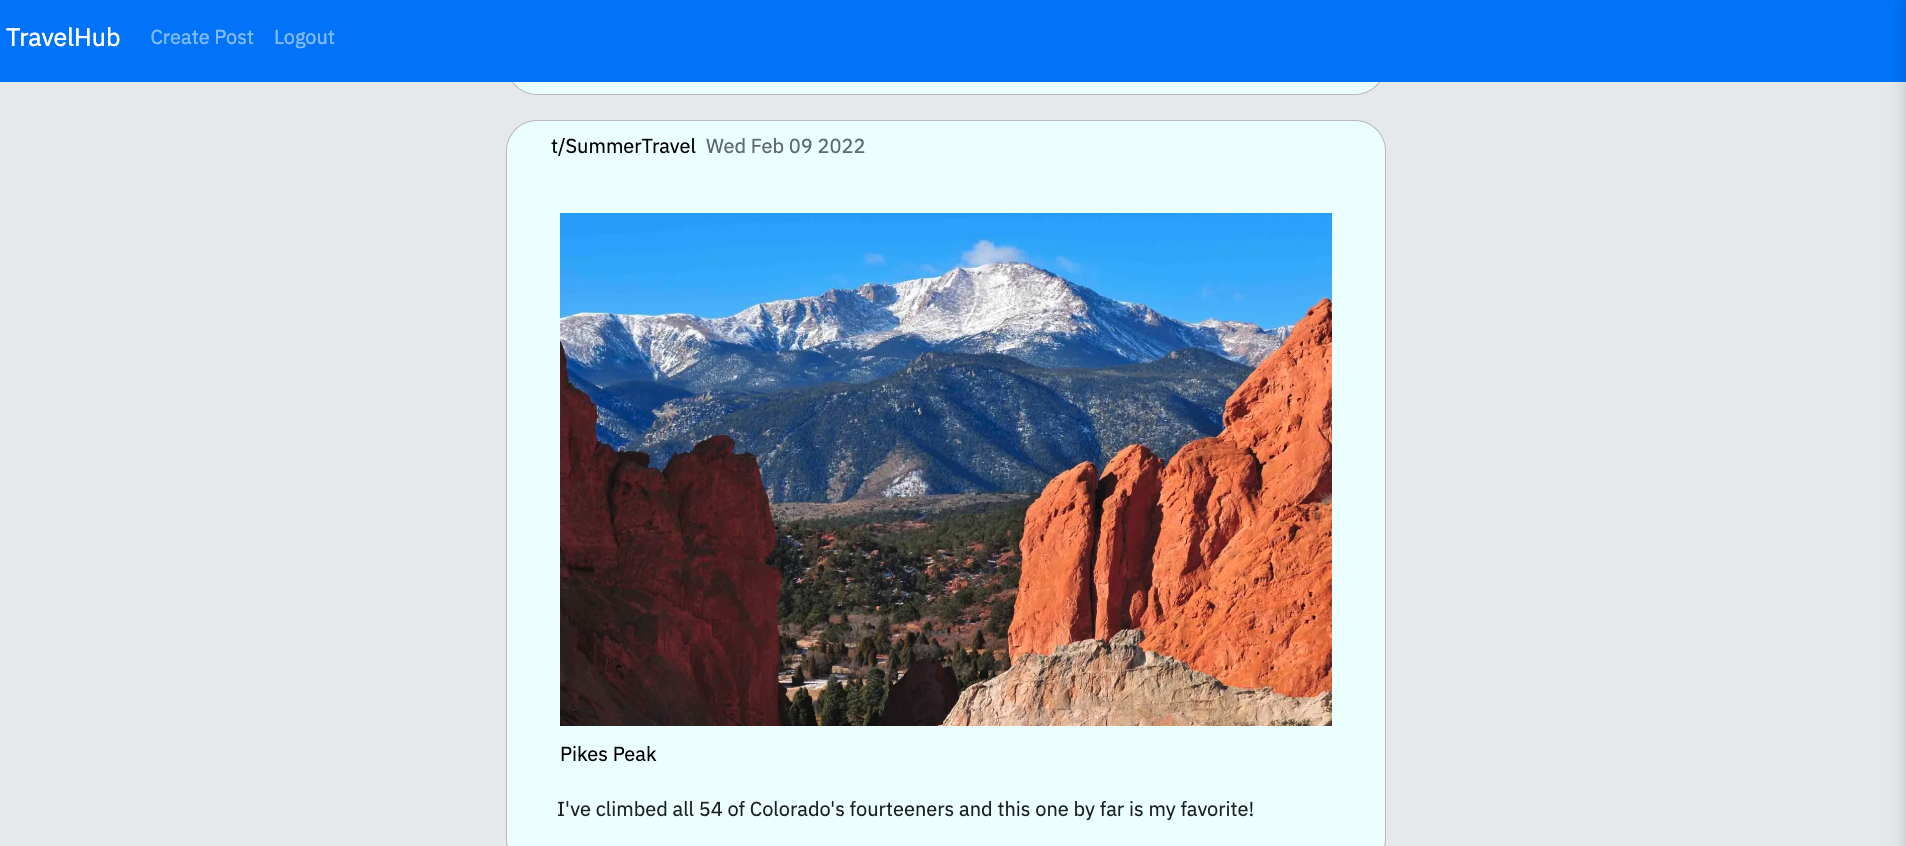 TravelHub Create Post Logout
t/SummerTravel Wed Feb 09 2022
Pikes Peak
I've climbed all 54 of Colorado's fourteeners and this one by far is my favorite!